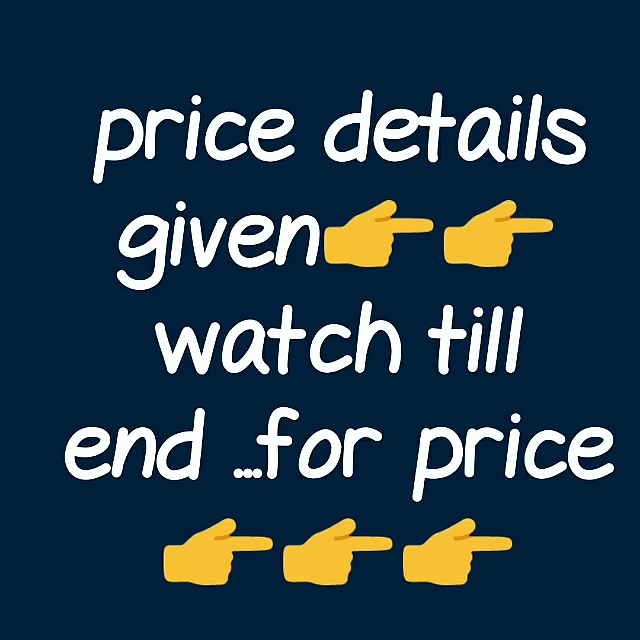 price details
given👉👉
watch till
end ...for price
👉👉👉